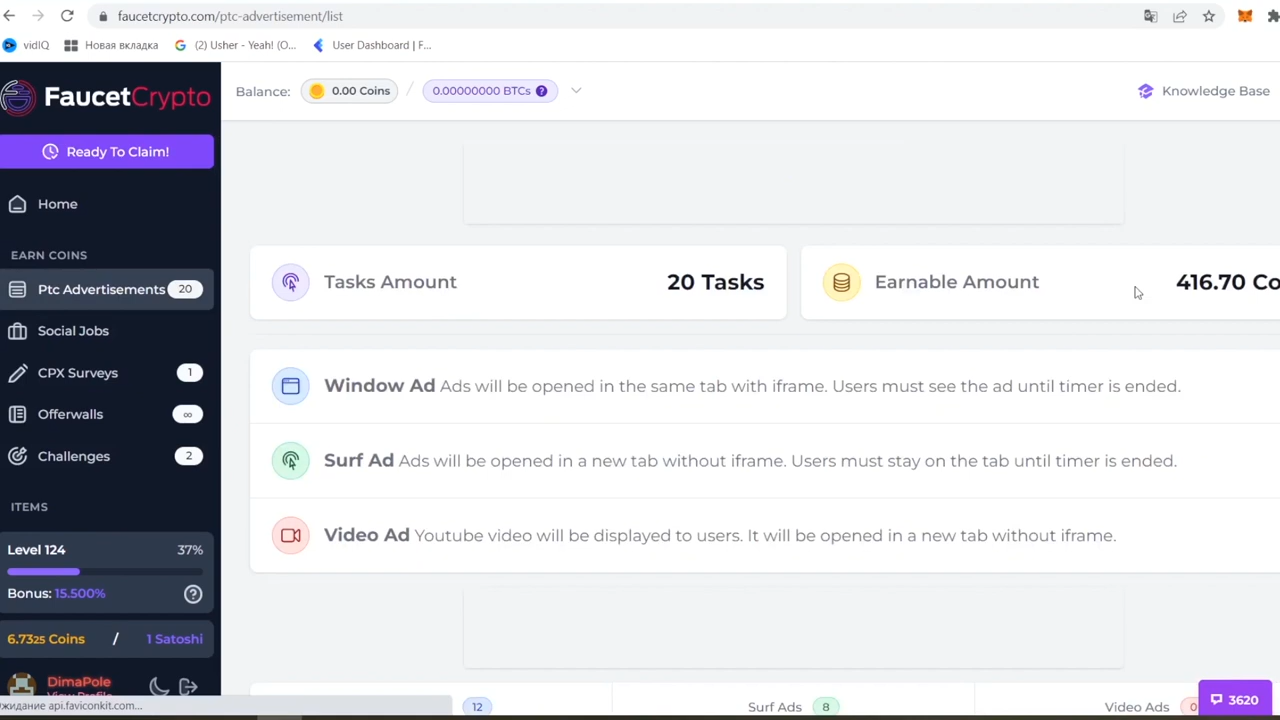 faucetcrypto.com/ptc-advertisement/list
vidIQ
Новая вкладка
(2) Usher - Yeah! (O...
User Dashboard | F...
FaucetCrypto
Balance:
0.00 Coins
/
0.00000000 BTCs ?
Knowledge Base
Ready To Claim!
Home
EARN COINS
Ptc Advertisements 20
Social Jobs
CPX Surveys 1
Offerwalls ∞
Challenges 2
ITEMS
Level 124 37%
Bonus: 15.500% ?
6.7325 Coins / 1 Satoshi
DimaPole
View Profile
Tasks Amount 20 Tasks
Earnable Amount 416.70 Co
Window Ad Ads will be opened in the same tab with iframe. Users must see the ad until timer is ended.
Surf Ad Ads will be opened in a new tab without iframe. Users must stay on the tab until timer is ended.
Video Ad Youtube video will be displayed to users. It will be opened in a new tab without iframe.
12
Surf Ads 8
Video Ads 0
3620
жидание api.faviconkit.com...